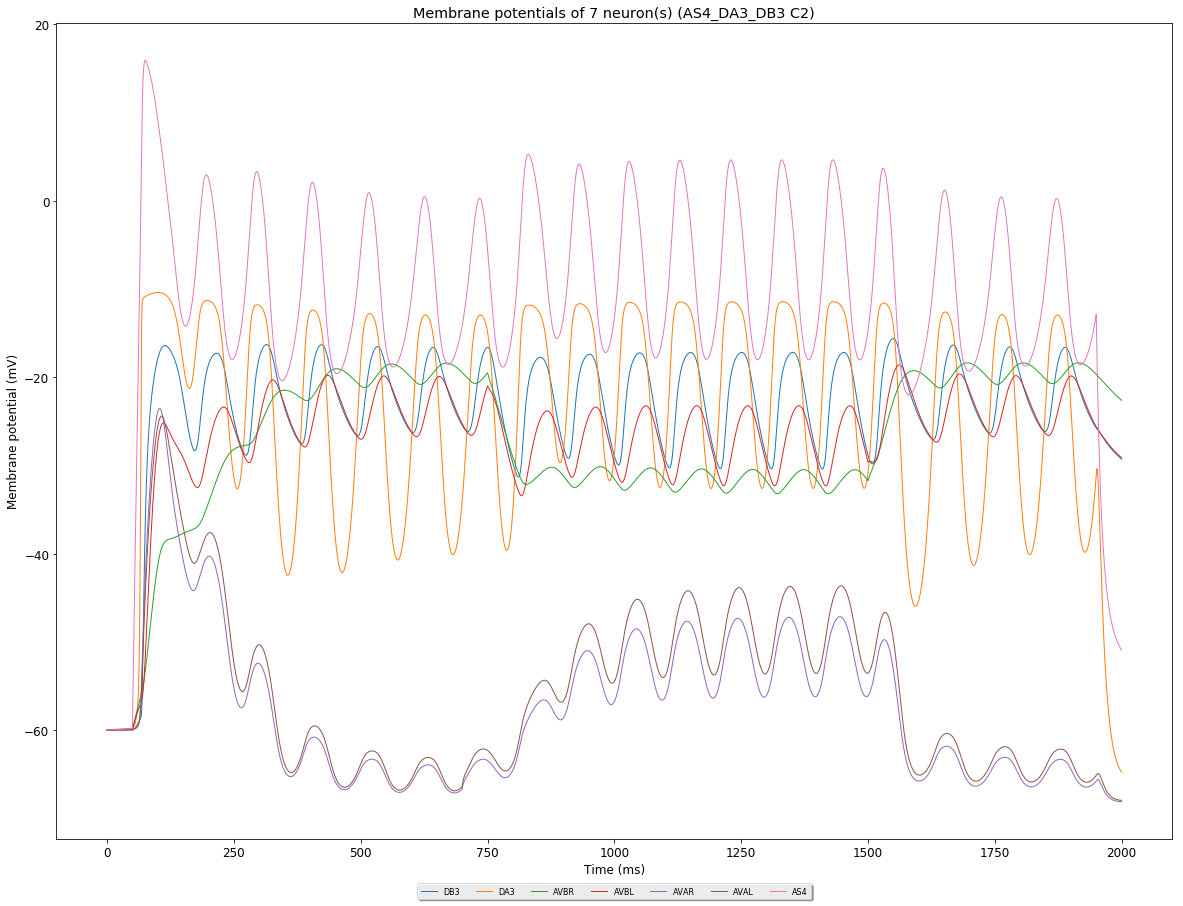 Membrane potentials of 7 neuron(s) (AS4_DA3_DB3 C2)
20
0
−20
−40
−60
Membrane potential (mV)
0 250 500 750 1000 1250 1500 1750 2000
Time (ms)
DB3 DA3 AVBR AVBL AVAR AVAL AS4